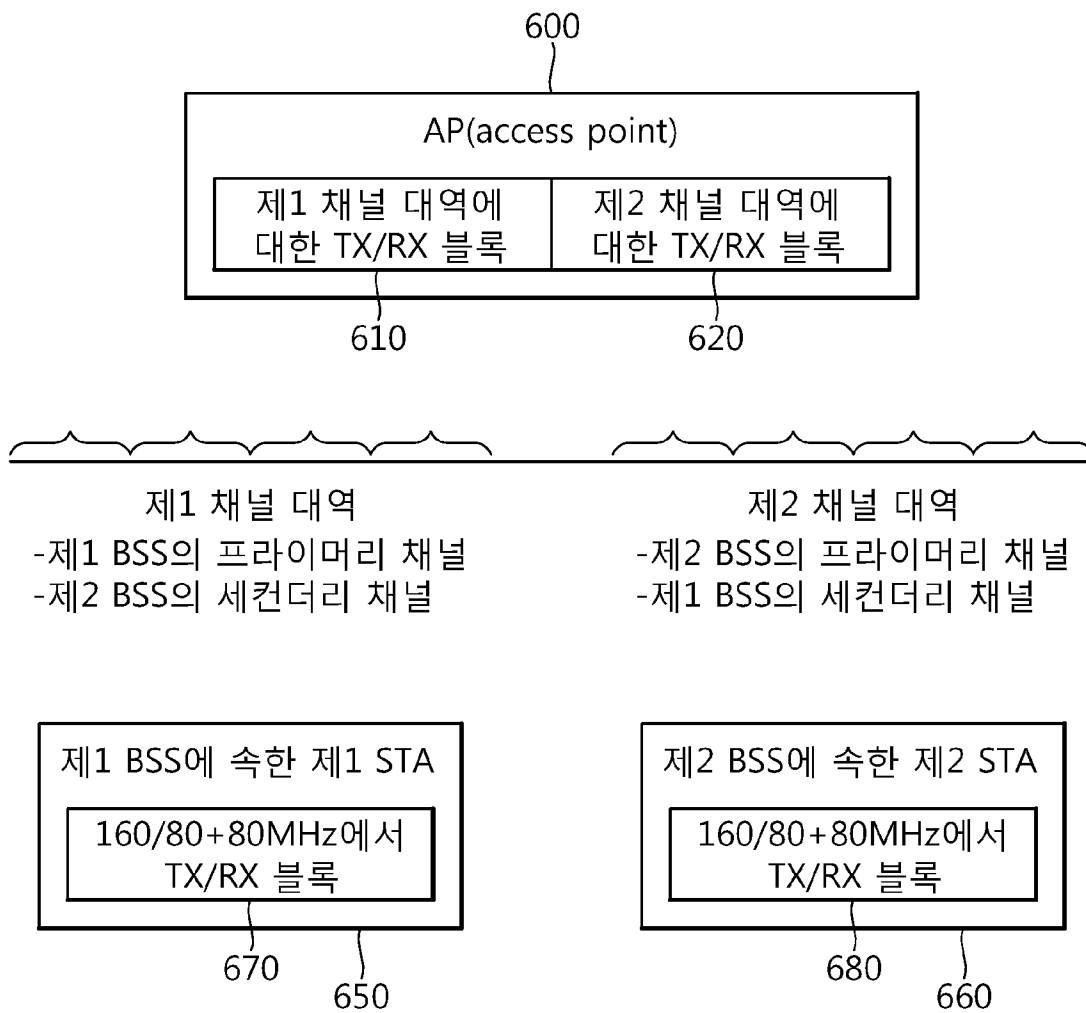 600
AP(access point)
제1 채널 대역에
대한 TX/RX 블록
제2 채널 대역에
대한 TX/RX 블록
610
620
제1 채널 대역
-제1 BSS의 프라이머리 채널
-제2 BSS의 세컨더리 채널
제2 채널 대역
-제2 BSS의 프라이머리 채널
-제1 BSS의 세컨더리 채널
제1 BSS에 속한 제1 STA
160/80+80MHz에서
TX/RX 블록
670
650
제2 BSS에 속한 제2 STA
160/80+80MHz에서
TX/RX 블록
680
660